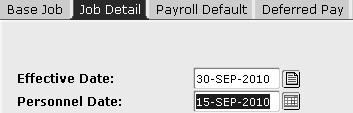 Base Job Job Detail Payroll Default Deferred Pay
Effective Date: 30-SEP-2010
Personnel Date: 15-SEP-2010